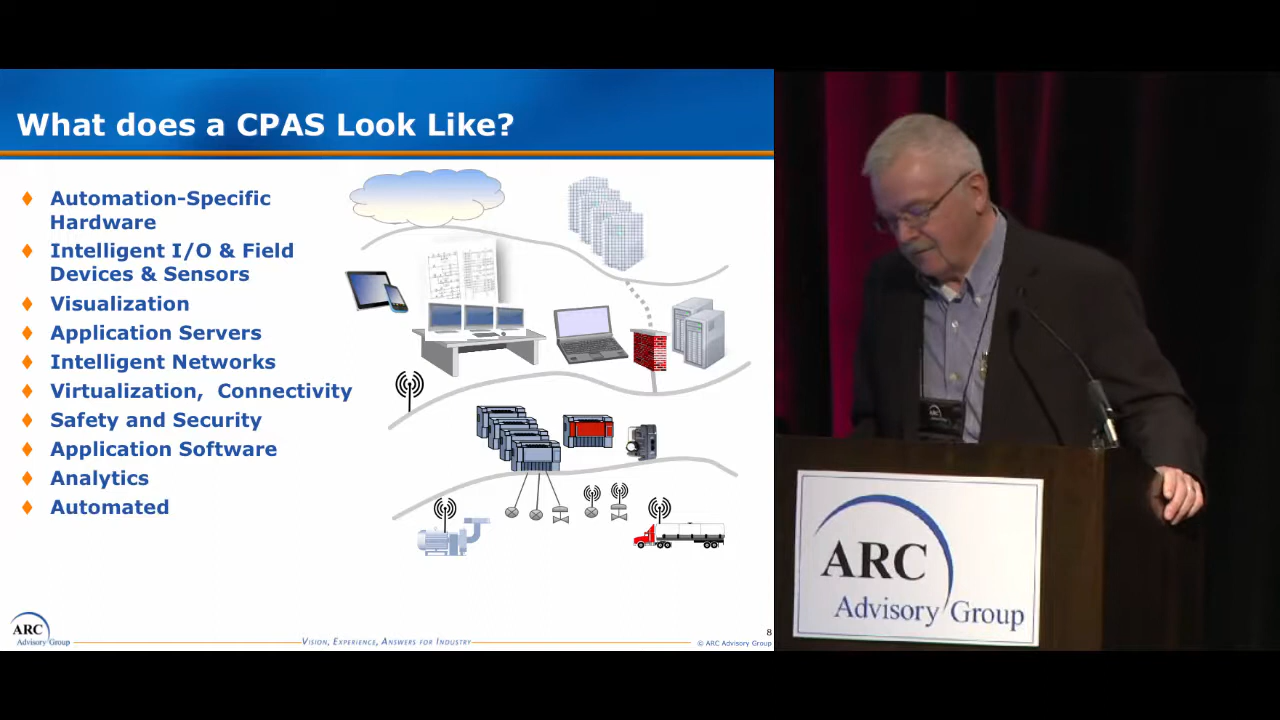 What does a CPAS Look Like?
Automation-Specific
Hardware
Intelligent I/O & Field
Devices & Sensors
Visualization
Application Servers
Intelligent Networks
Virtualization, Connectivity
Safety and Security
Application Software
Analytics
Automated
ARC
Advisory Group
VISION, EXPERIENCE, ANSWERS FOR INDUSTRY
8
© ARC Advisory Group
ARC
ARC
Advisory Group